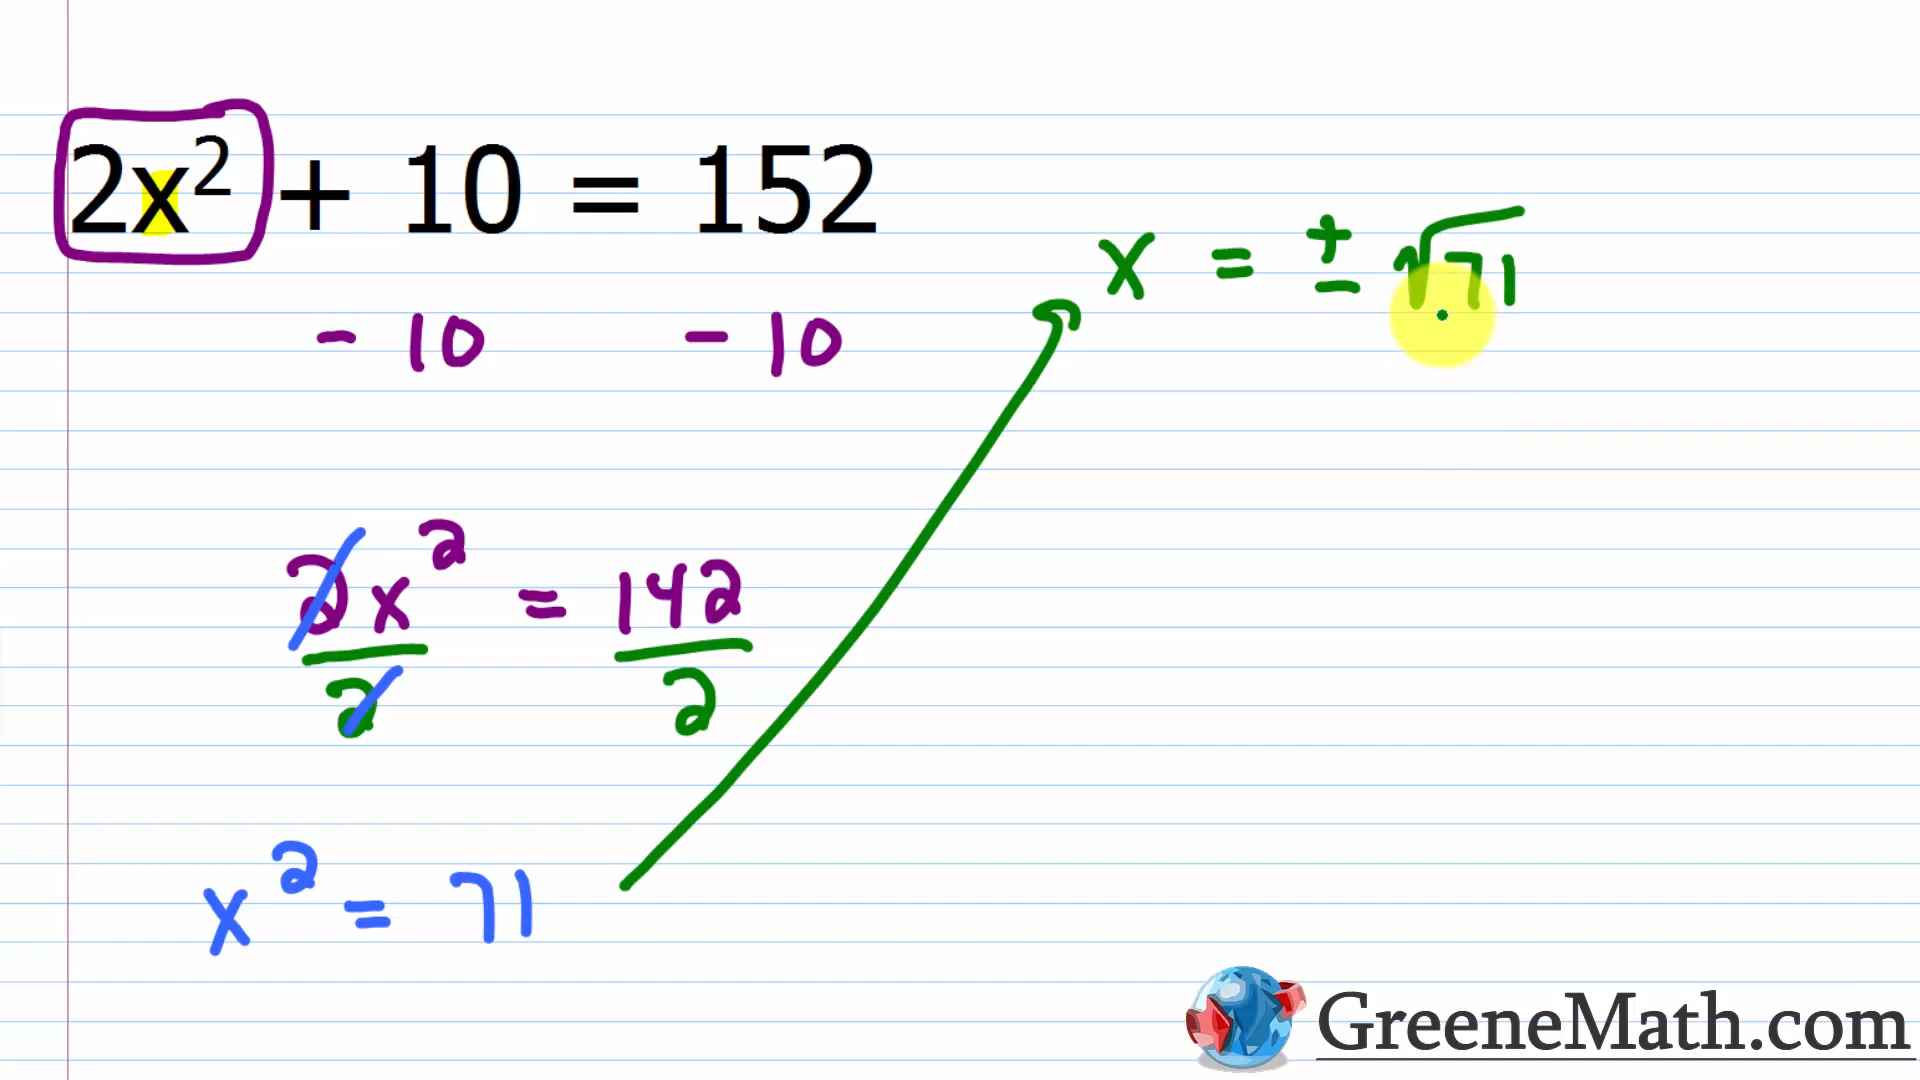 2x² + 10 = 152
- 10 - 10
2x² = 142
2 2
x² = 71
x = ± √71
GreeneMath.com